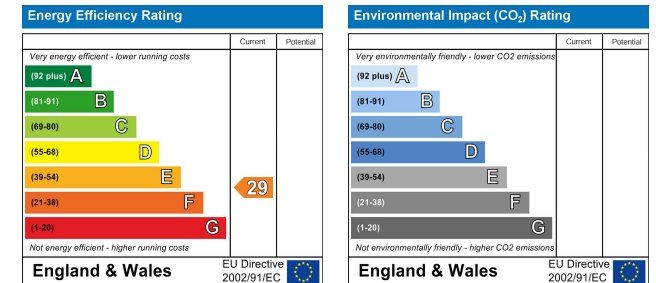 Energy Efficiency Rating
Current Potential
Very energy efficient - lower running costs
(92 plus) A
(81-91) B
(69-80) C
(55-68) D
(39-54) E
29
(21-38) F
(1-20) G
Not energy efficient - higher running costs
England & Wales
EU Directive
2002/91/EC
Environmental Impact (CO2) Rating
Current Potential
Very environmentally friendly - lower CO2 emissions
(92 plus) A
(81-91) B
(69-80) C
(55-68) D
(39-54) E
(21-38) F
(1-20) G
Not environmentally friendly - higher CO2 emissions
England & Wales
EU Directive
2002/91/EC